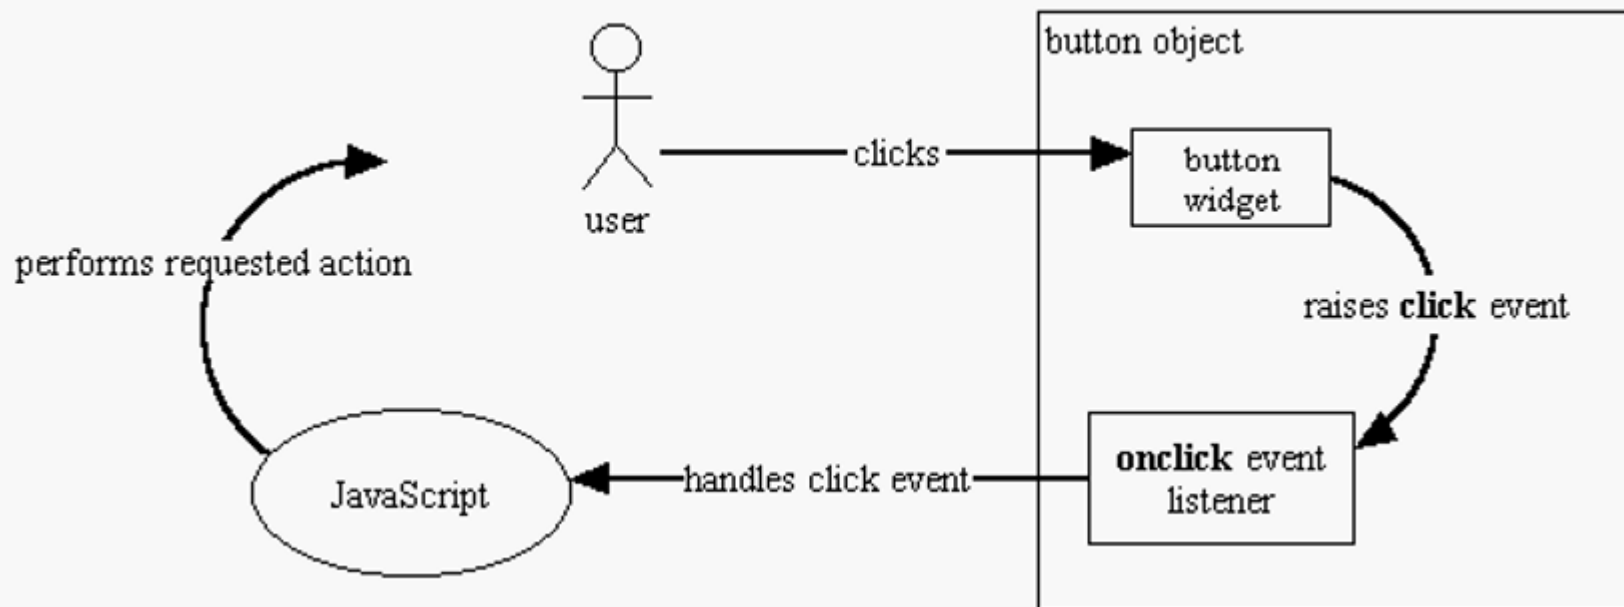 button object
clicks
button
widget
user
performs requested action
raises click event
onclick event
listener
handles click event
JavaScript